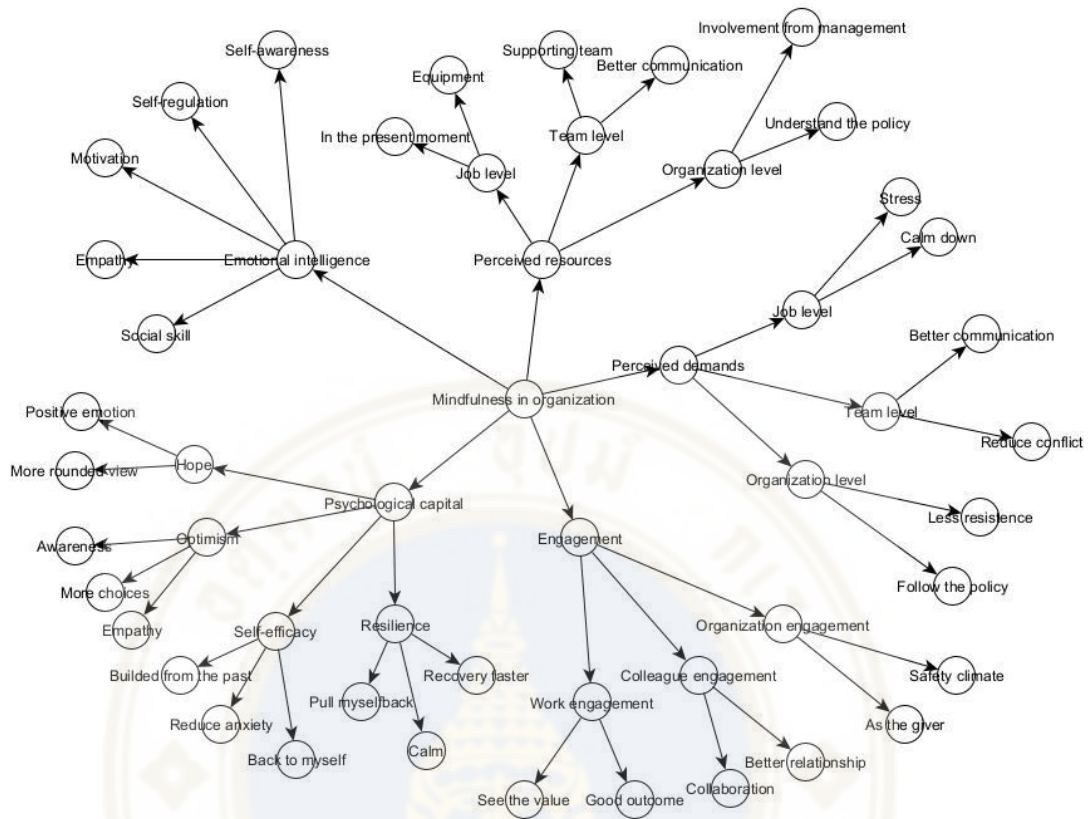 Involvement from management
Self-awareness
Supporting team
Better communication
Equipment
Self-regulation
Understand the policy
In the present moment
Team level
Motivation
Job level
Organization level
Stress
Calm down
Empathy
Emotional intelligence
Perceived resources
Job level
Social skill
Better communication
Perceived demands
Mindfulness in organization
Positive emotion
Team level
Reduce conflict
Hope
More rounded view
Organization level
Psychological capital
Less resistence
Optimism
Engagement
Awareness
Follow the policy
More choices
Empathy
Self-efficacy
Resilience
Organization engagement
Builded from the past
Recovery faster
Colleague engagement
Safety climate
Pull myselfback
Work engagement
Reduce anxiety
As the giver
Calm
Back to myself
Better relationship
Collaboration
See the value
Good outcome